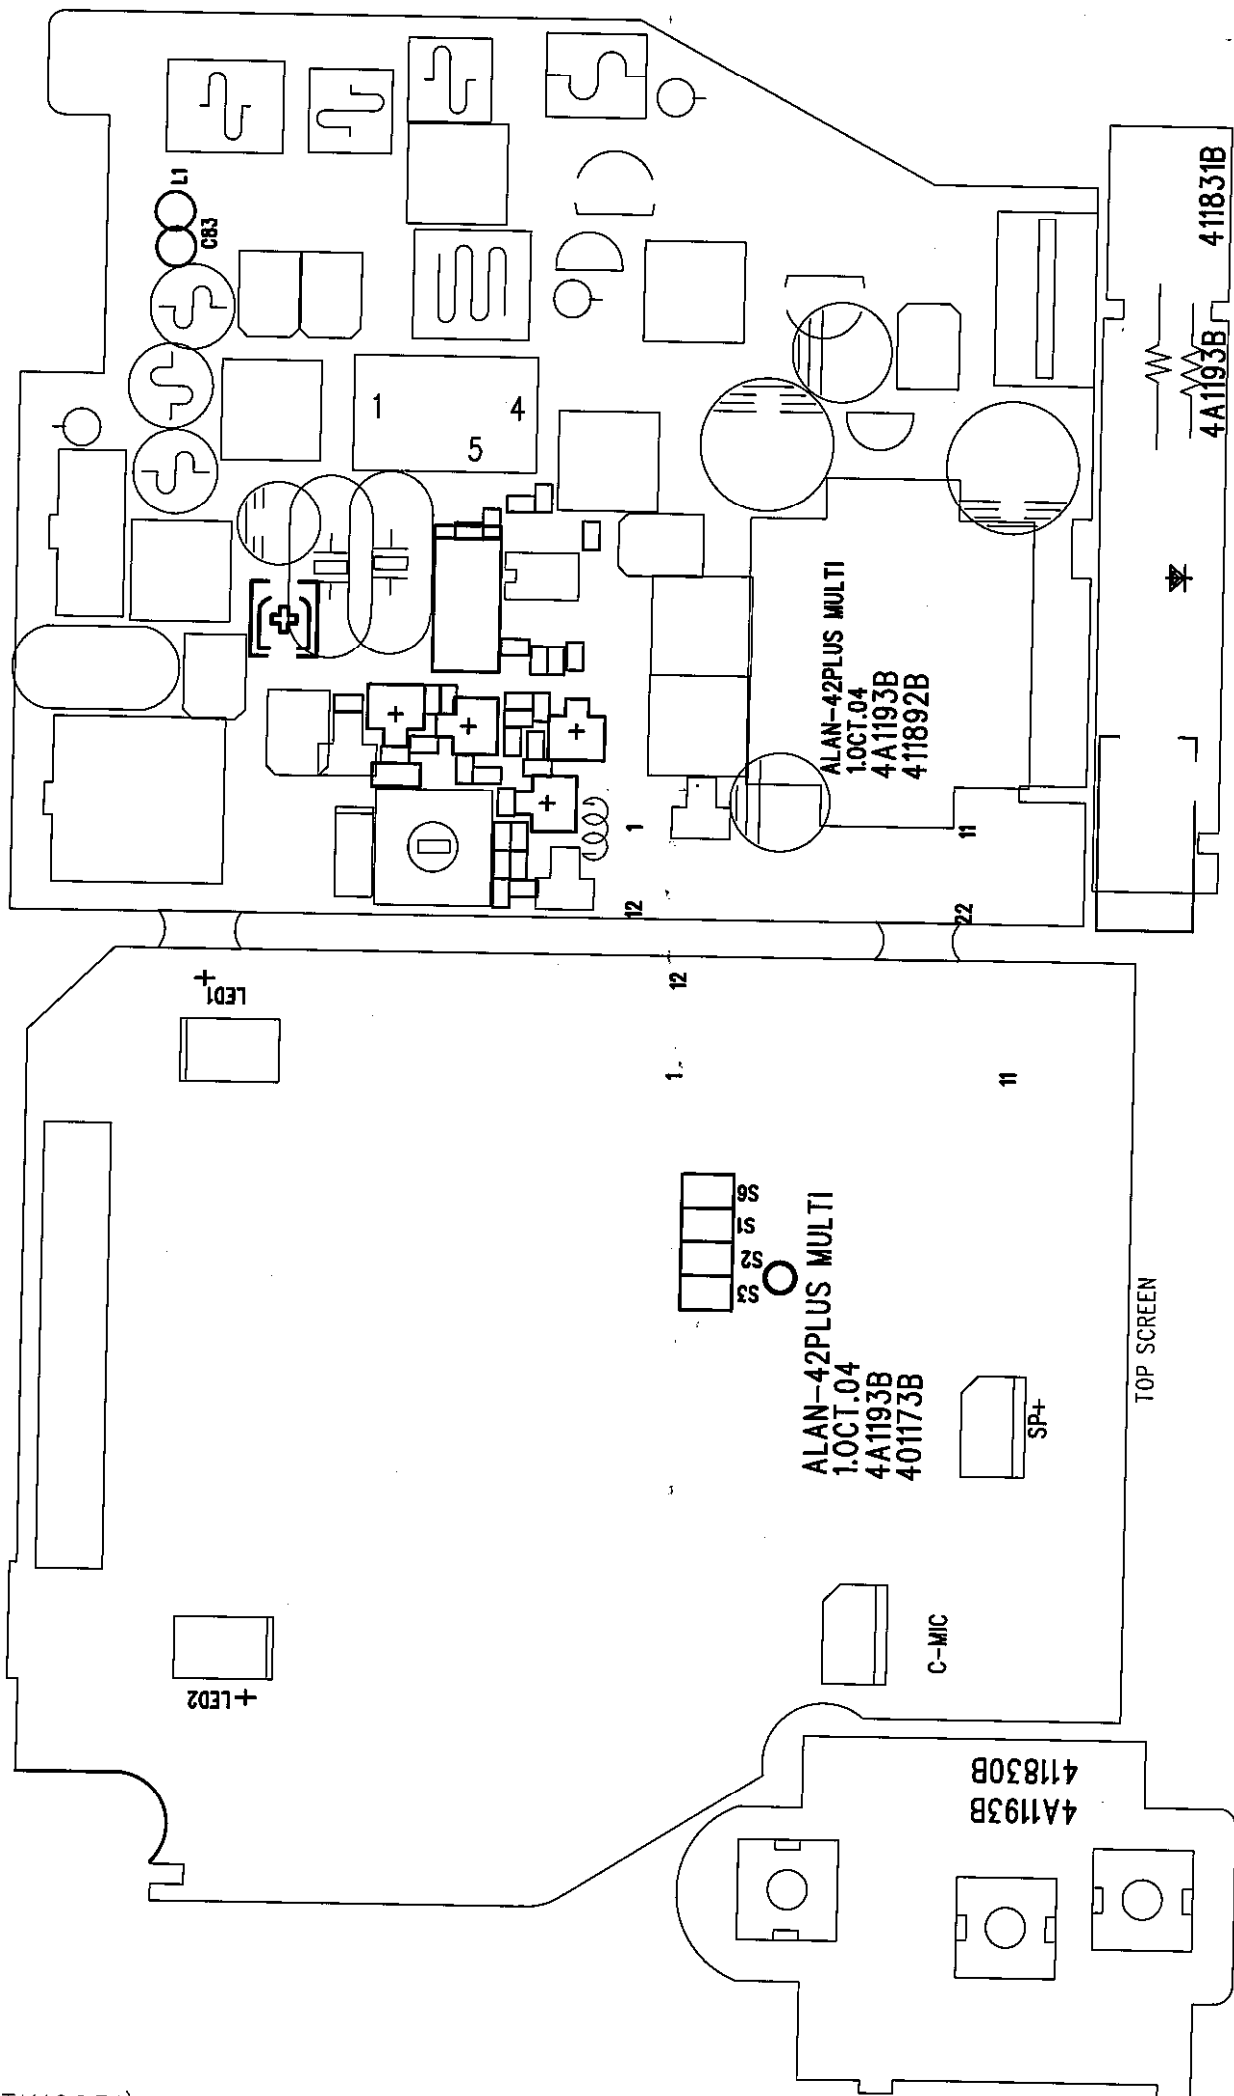 L1
C83
1
4
5
411831B
4A1193B
ALAN-42PLUS MULTI
1.OCT.04
4A1193B
411892B
1
11
12
22
+
LED1
12
1
11
S6
S1
S2
S3
ALAN-42PLUS MULTI
1.OCT.04
4A1193B
401173B
TOP SCREEN
SP+
C-MIC
+LED2
411830B
4A1193B